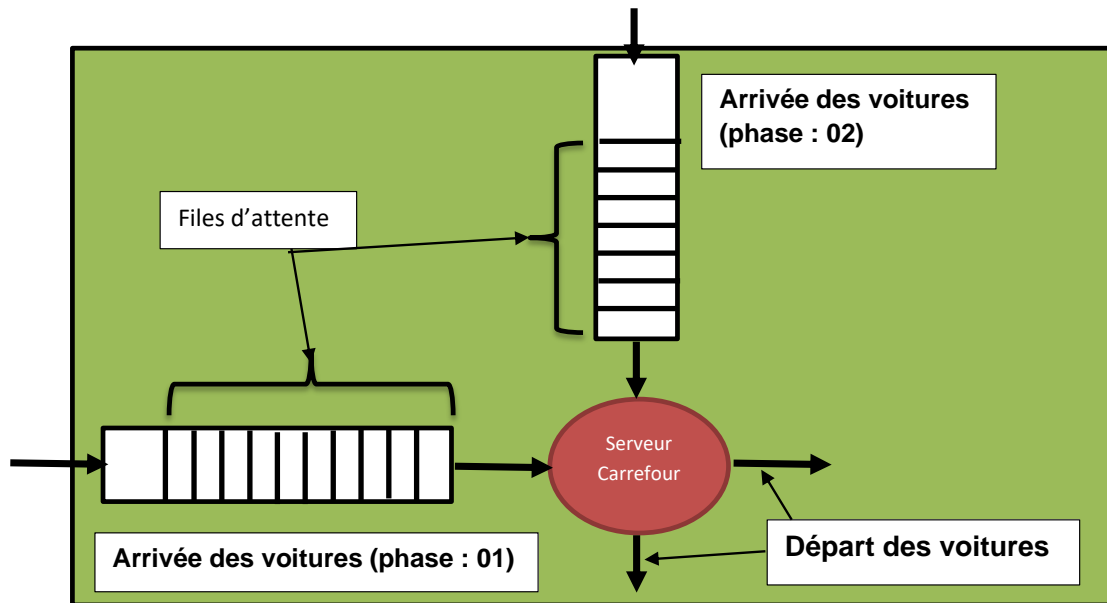 Arrivée des voitures
(phase : 02)
Files d'attente
Serveur
Carrefour
Arrivée des voitures (phase : 01)
Départ des voitures